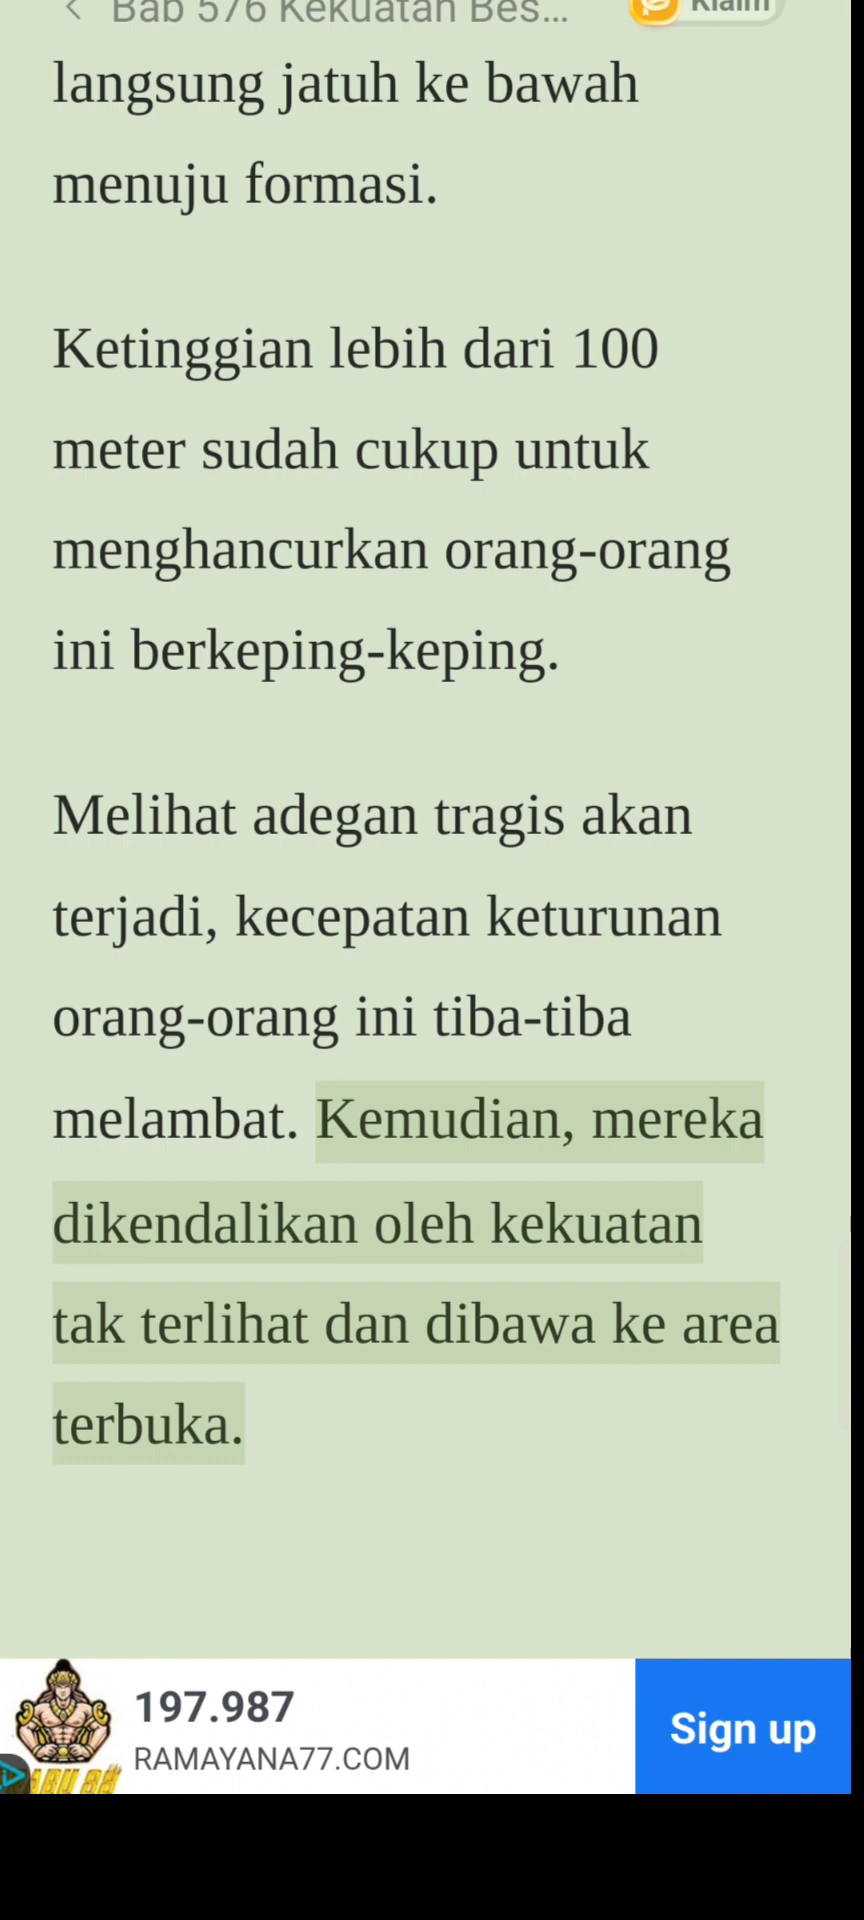 < Bab 576 Kekuatan Bes...
Klaim
langsung jatuh ke bawah
menuju formasi.
Ketinggian lebih dari 100
meter sudah cukup untuk
menghancurkan orang-orang
ini berkeping-keping.
Melihat adegan tragis akan
terjadi, kecepatan keturunan
orang-orang ini tiba-tiba
melambat. Kemudian, mereka
dikendalikan oleh kekuatan
tak terlihat dan dibawa ke area
terbuka.
197.987
RAMAYANA77.COM
Sign up